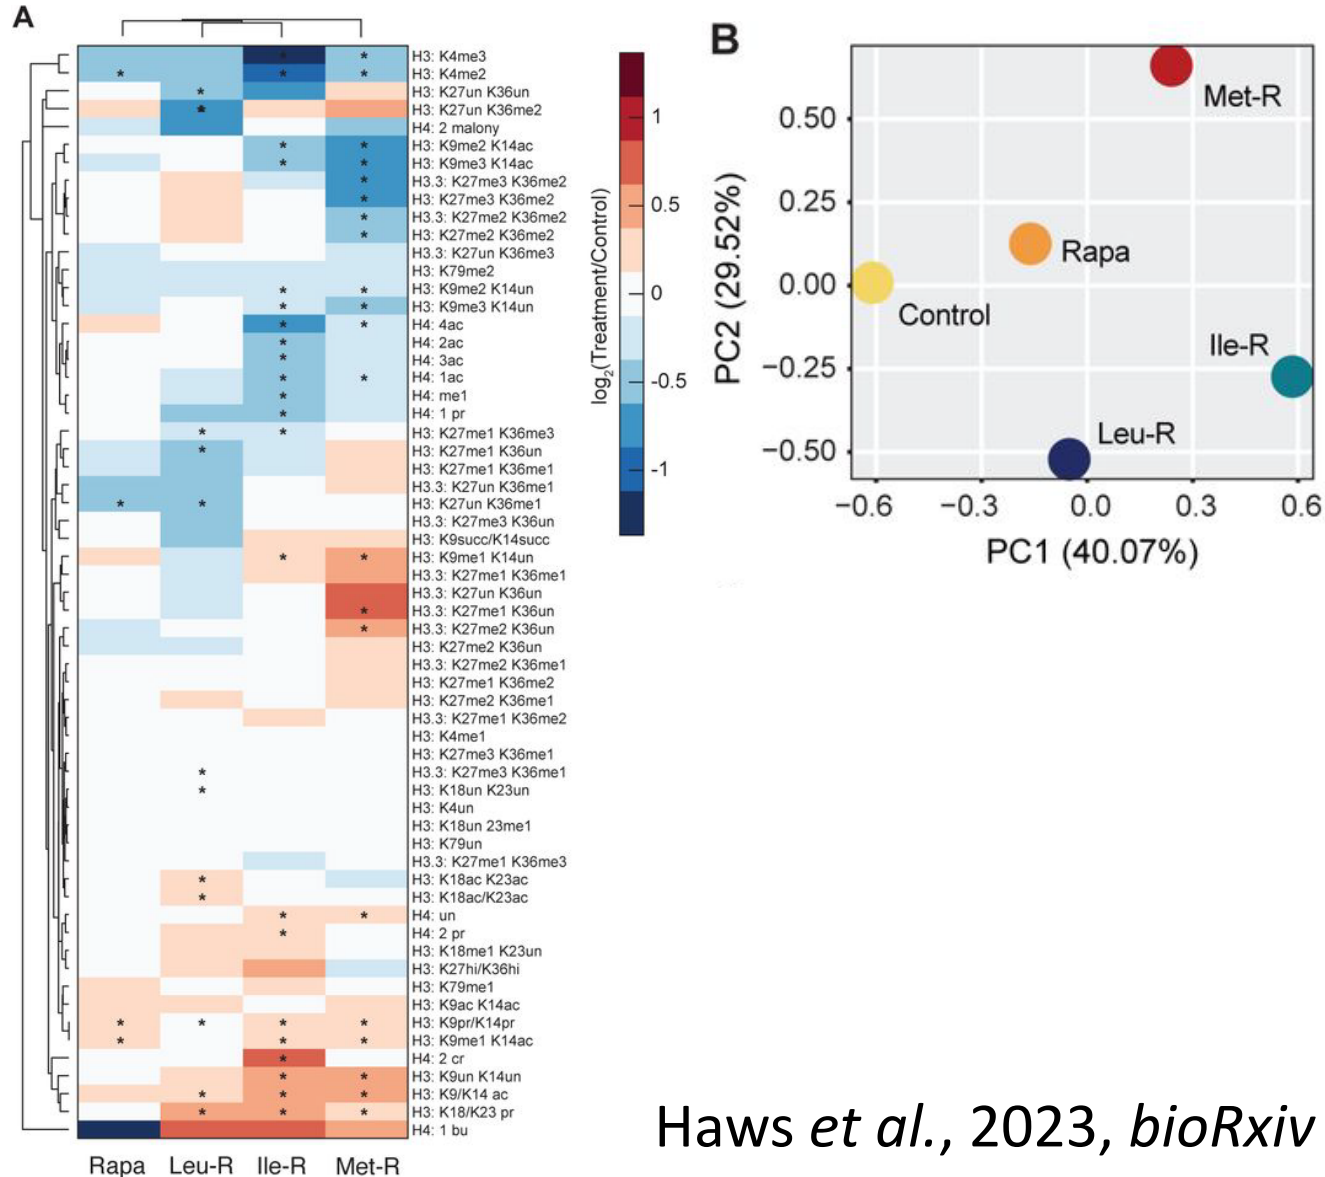 A
H3: K4me3
H3: K4me2
H3: K27un K36un
H3: K27un K36me2
H4: 2 malony
H3: K9me2 K14ac
H3: K9me3 K14ac
H3.3: K27me3 K36me2
H3: K27me3 K36me2
H3.3: K27me2 K36me2
H3: K27me2 K36me2
H3.3: K27un K36me3
H3: K79me2
H3: K9me2 K14un
H3: K9me3 K14un
H4: 4ac
H4: 2ac
H4: 3ac
H4: 1ac
H4: me1
H4: 1 pr
H3: K27me1 K36me3
H3: K27me1 K36un
H3: K27me1 K36me1
H3.3: K27un K36me1
H3: K27un K36me1
H3.3: K27me3 K36un
H3: K9succ/K14succ
H3: K9me1 K14un
H3.3: K27me1 K36me1
H3.3: K27un K36un
H3.3: K27me1 K36un
H3.3: K27me2 K36un
H3: K27me2 K36un
H3.3: K27me2 K36me1
H3: K27me1 K36me2
H3: K27me2 K36me1
H3.3: K27me1 K36me2
H3: K4me1
H3: K27me3 K36me1
H3.3: K27me3 K36me1
H3: K18un K23un
H3: K4un
H3: K18un 23me1
H3: K79un
H3.3: K27me1 K36me3
H3: K18ac K23ac
H3: K18ac/K23ac
H4: un
H4: 2 pr
H3: K18me1 K23un
H3: K27hi/K36hi
H3: K79me1
H3: K9ac K14ac
H3: K9pr/K14pr
H3: K9me1 K14ac
H4: 2 cr
H3: K9un K14un
H3: K9/K14 ac
H3: K18/K23 pr
H4: 1 bu
Rapa Leu-R Ile-R Met-R
log2(Treatment/Control)
1
0.5
0
-0.5
-1
B
PC2 (29.52%)
0.50
0.25
0.00
−0.25
−0.50
Met-R
Rapa
Control
Ile-R
Leu-R
−0.6 −0.3 0.0 0.3 0.6
PC1 (40.07%)
Haws et al., 2023, bioRxiv